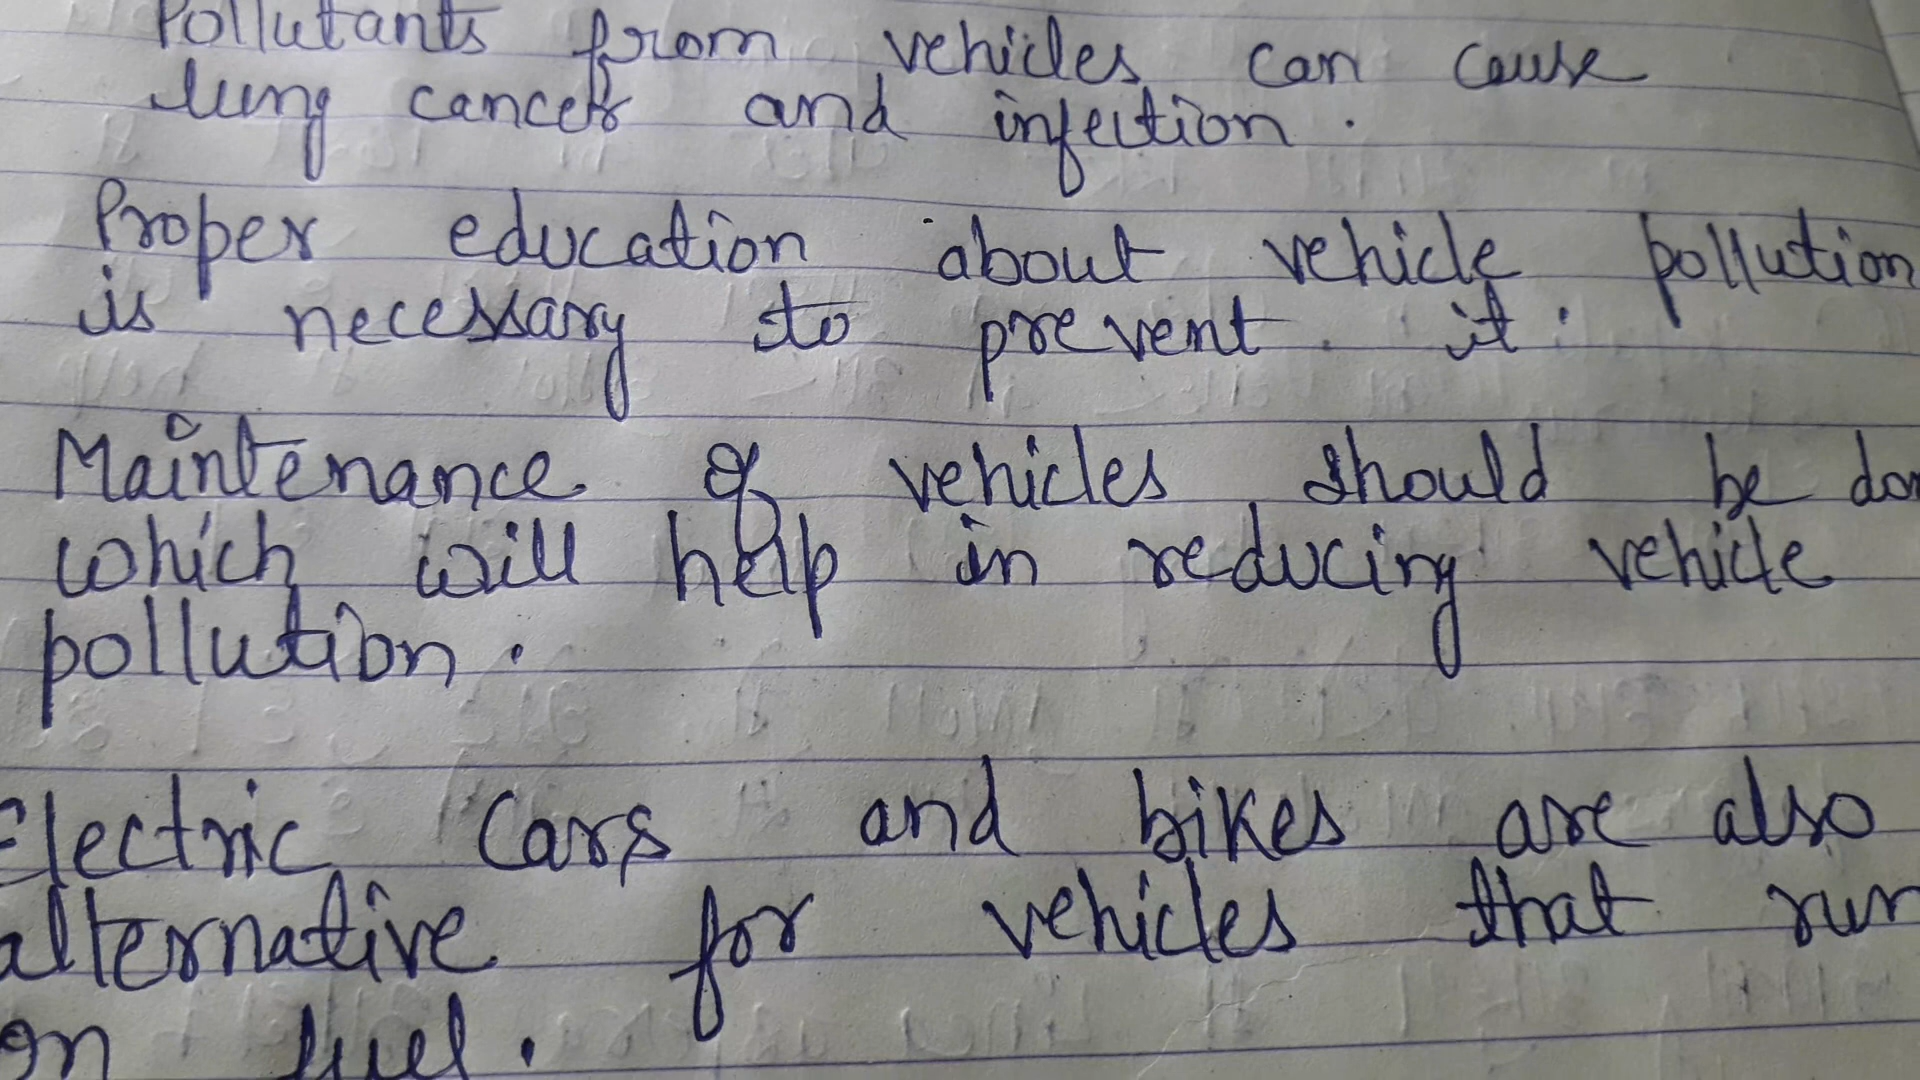 Pollutants from vehicles can cause
lung cancer and infection.
Proper education about vehicle pollution
is necessary to prevent it.
Maintenance of vehicles should be don
which will help in reducing vehicle
pollution.
Electric Cars and bikes are also
alternative for vehicles that run
on fuel.